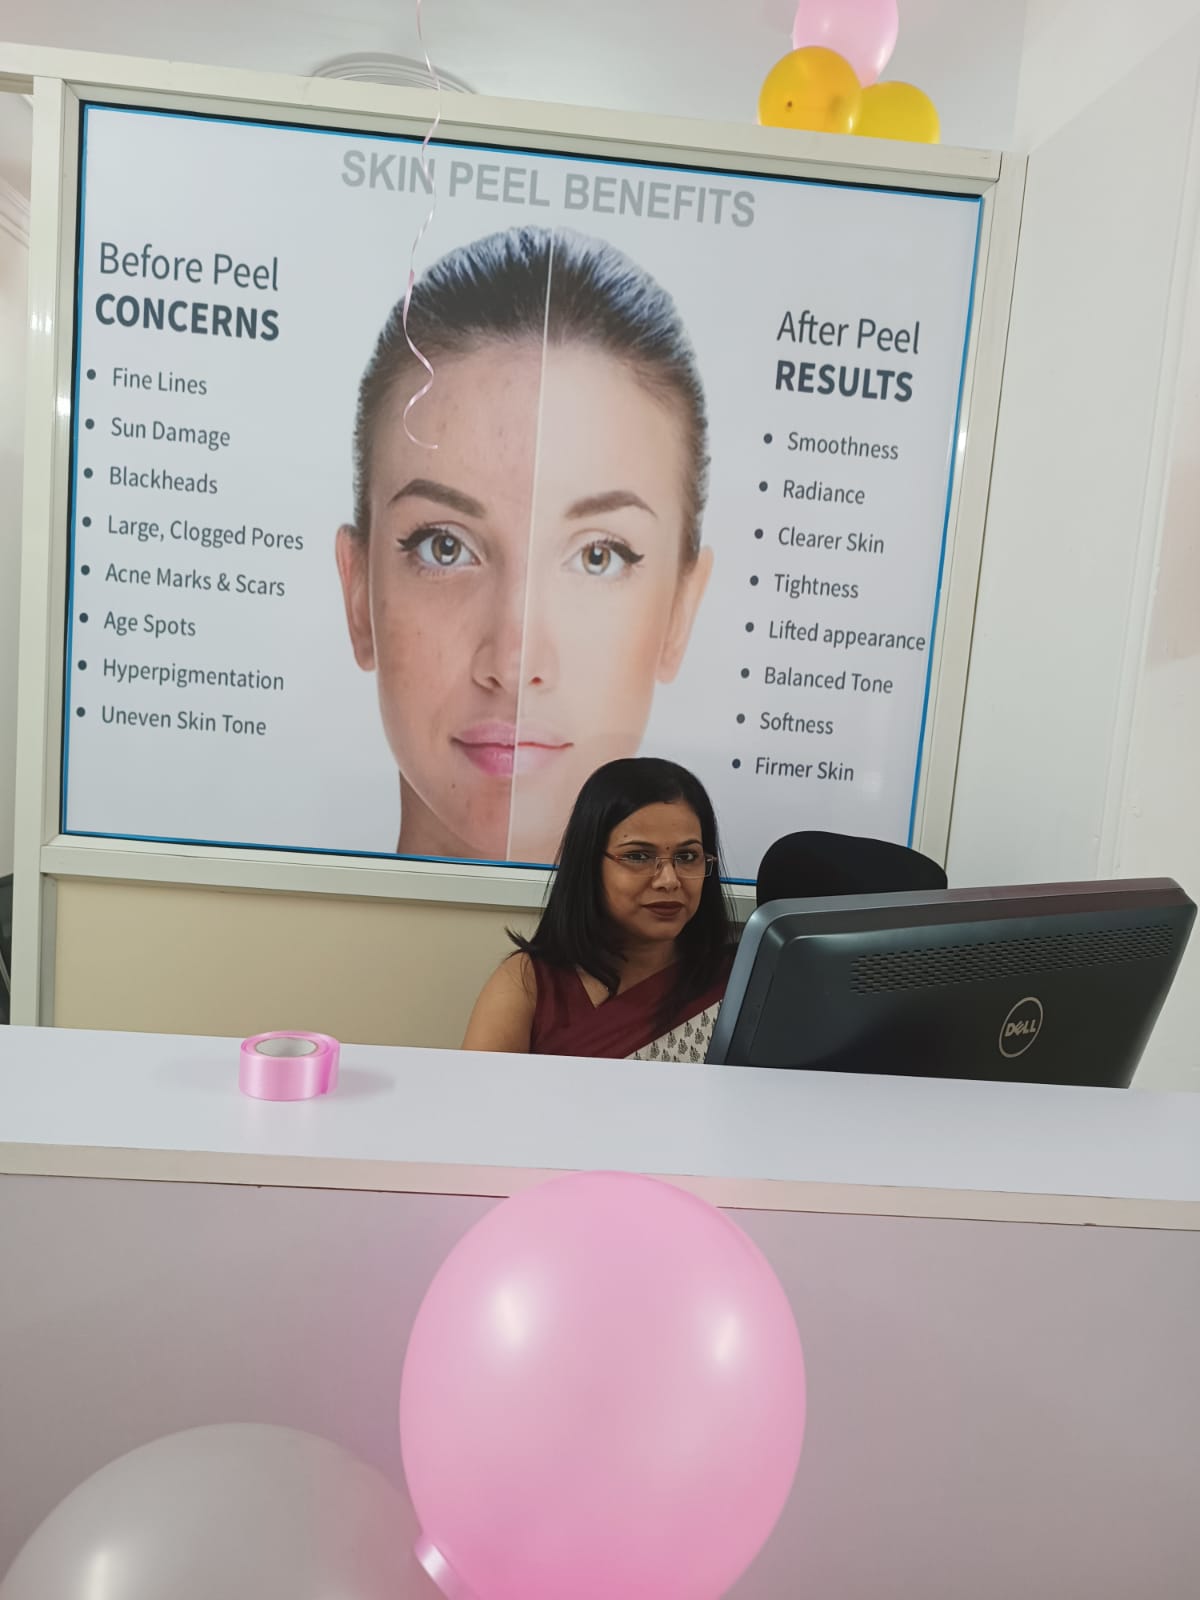 SKIN PEEL BENEFITS
Before Peel
CONCERNS
• Fine Lines
• Sun Damage
• Blackheads
• Large, Clogged Pores
• Acne Marks & Scars
• Age Spots
• Hyperpigmentation
• Uneven Skin Tone
After Peel
RESULTS
• Smoothness
• Radiance
• Clearer Skin
• Tightness
• Lifted appearance
• Balanced Tone
• Softness
• Firmer Skin
DELL